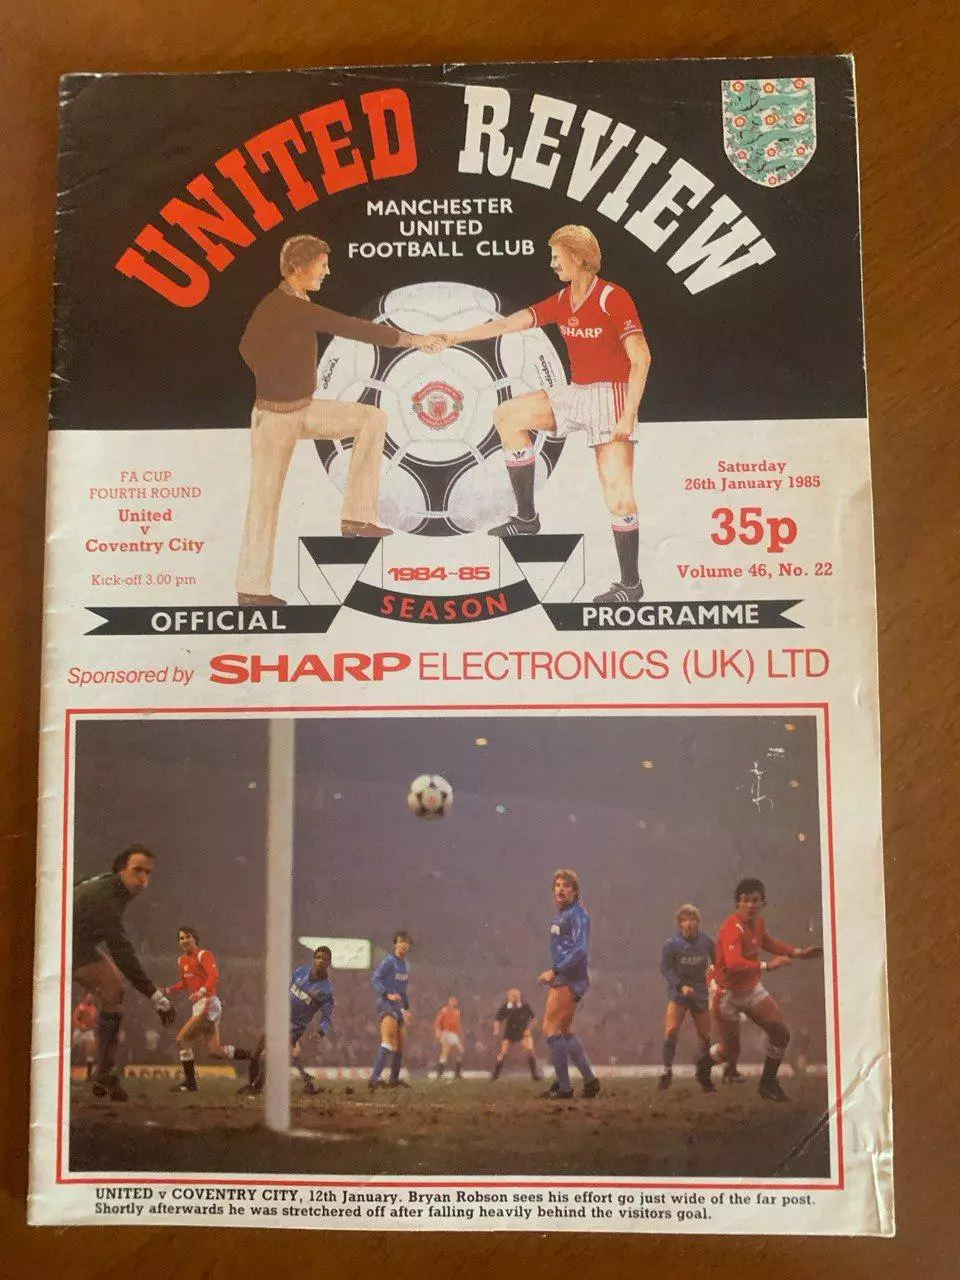 UNITED REVIEW
MANCHESTER
UNITED
FOOTBALL CLUB
SHARP
Tango
adidas
FA CUP
FOURTH ROUND
United
v
Coventry City
Kick-off 3.00 pm
Saturday
26th January 1985
35p
Volume 46, No. 22
1984~85
OFFICIAL SEASON PROGRAMME
Sponsored by SHARP ELECTRONICS (UK) LTD
UNITED v COVENTRY CITY, 12th January. Bryan Robson sees his effort go just wide of the far post.
Shortly afterwards he was stretchered off after falling heavily behind the visitors goal.